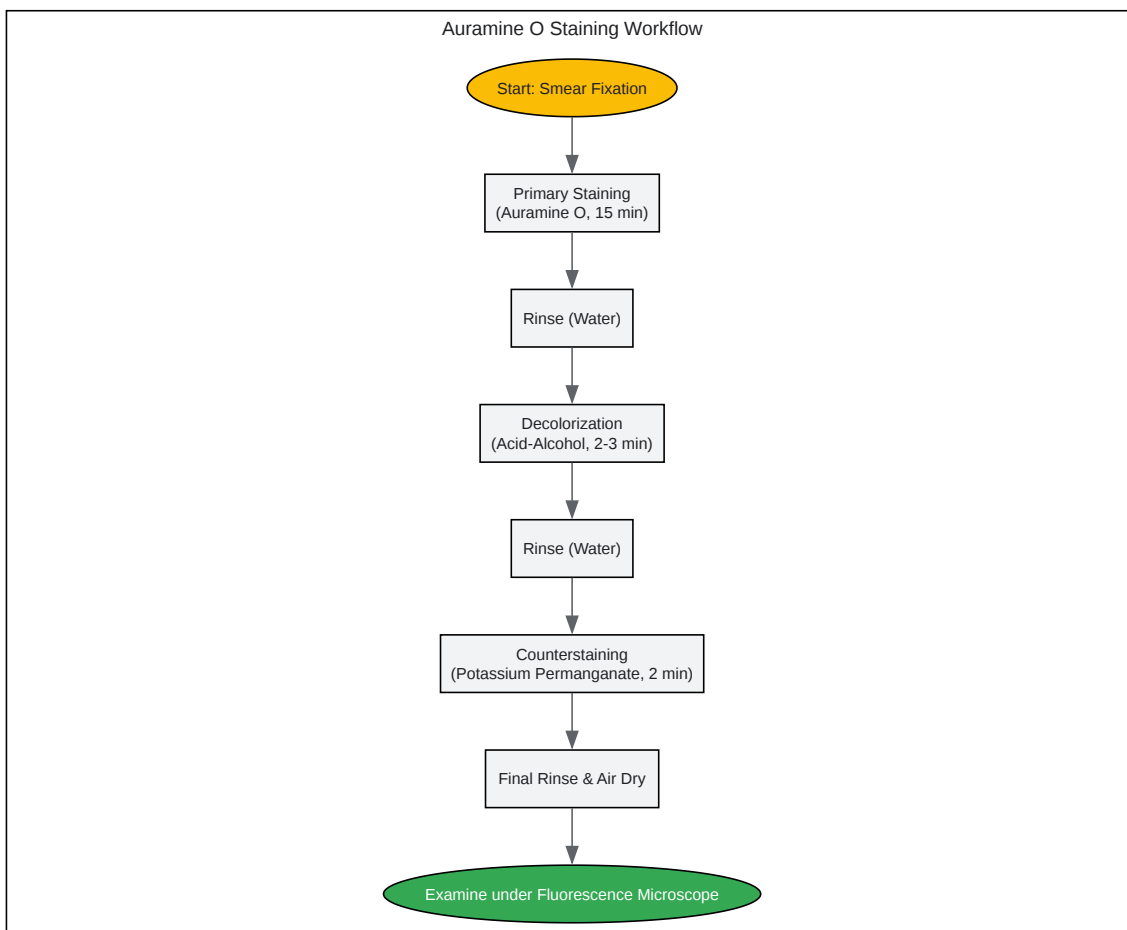 Auramine O Staining Workflow
Start: Smear Fixation
Primary Staining
(Auramine O, 15 min)
Rinse (Water)
Decolorization
(Acid-Alcohol, 2-3 min)
Rinse (Water)
Counterstaining
(Potassium Permanganate, 2 min)
Final Rinse & Air Dry
Examine under Fluorescence Microscope